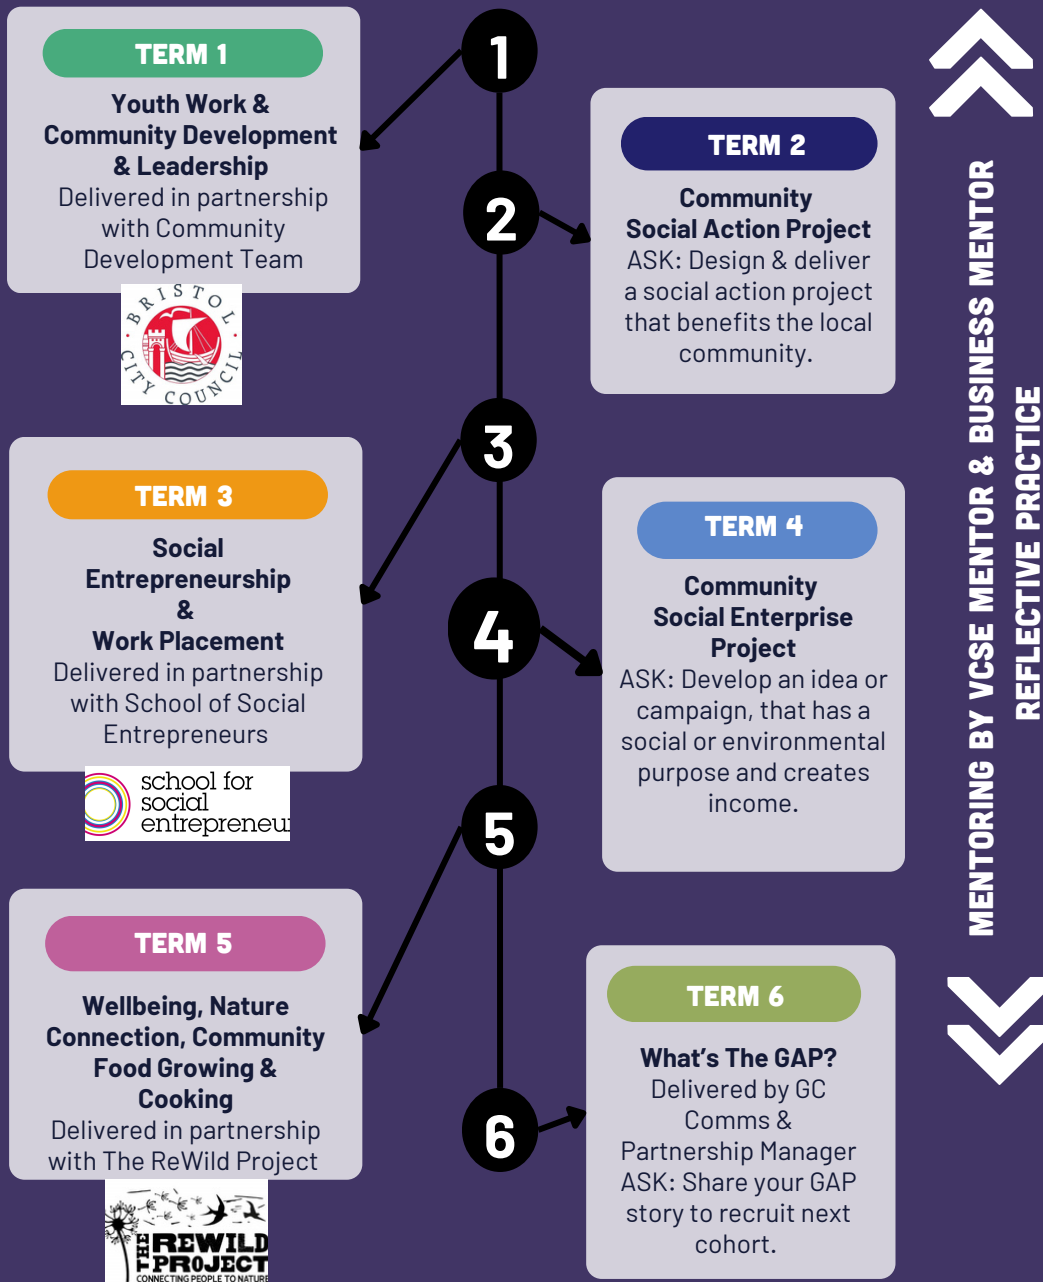 1
TERM 1
Youth Work &
Community Development
& Leadership
Delivered in partnership
with Community
Development Team
BRISTOL
CITY COUNCIL
2
TERM 2
Community
Social Action Project
ASK: Design & deliver
a social action project
that benefits the local
community.
3
TERM 3
Social
Entrepreneurship
&
Work Placement
Delivered in partnership
with School of Social
Entrepreneurs
school for
social
entrepreneu
4
TERM 4
Community
Social Enterprise
Project
ASK: Develop an idea or
campaign, that has a
social or environmental
purpose and creates
income.
5
TERM 5
Wellbeing, Nature
Connection, Community
Food Growing &
Cooking
Delivered in partnership
with The ReWild Project
THE
REWILD
PROJECT
CONNECTING PEOPLE TO NATURE
6
TERM 6
What's The GAP?
Delivered by GC
Comms &
Partnership Manager
ASK: Share your GAP
story to recruit next
cohort.
MENTORING BY VCSE MENTOR & BUSINESS MENTOR
REFLECTIVE PRACTICE